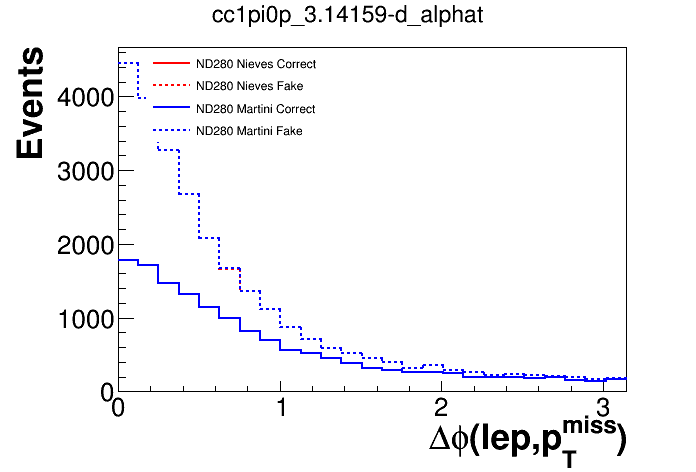 cc1pi0p_3.14159-d_alphat
Events
ND280 Nieves Correct
ND280 Nieves Fake
ND280 Martini Correct
ND280 Martini Fake
4000
3000
2000
1000
0
0 1 2 3
Δϕ(lep,p_T^miss)